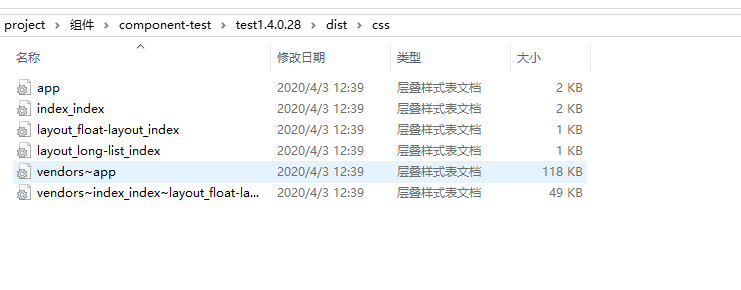 project > 组件 > component-test > test1.4.0.28 > dist > css
名称 修改日期 类型 大小
app 2020/4/3 12:39 层叠样式表文档 2 KB
index_index 2020/4/3 12:39 层叠样式表文档 2 KB
layout_float-layout_index 2020/4/3 12:39 层叠样式表文档 1 KB
layout_long-list_index 2020/4/3 12:39 层叠样式表文档 1 KB
vendors~app 2020/4/3 12:39 层叠样式表文档 118 KB
vendors~index_index~layout_float-la... 2020/4/3 12:39 层叠样式表文档 49 KB